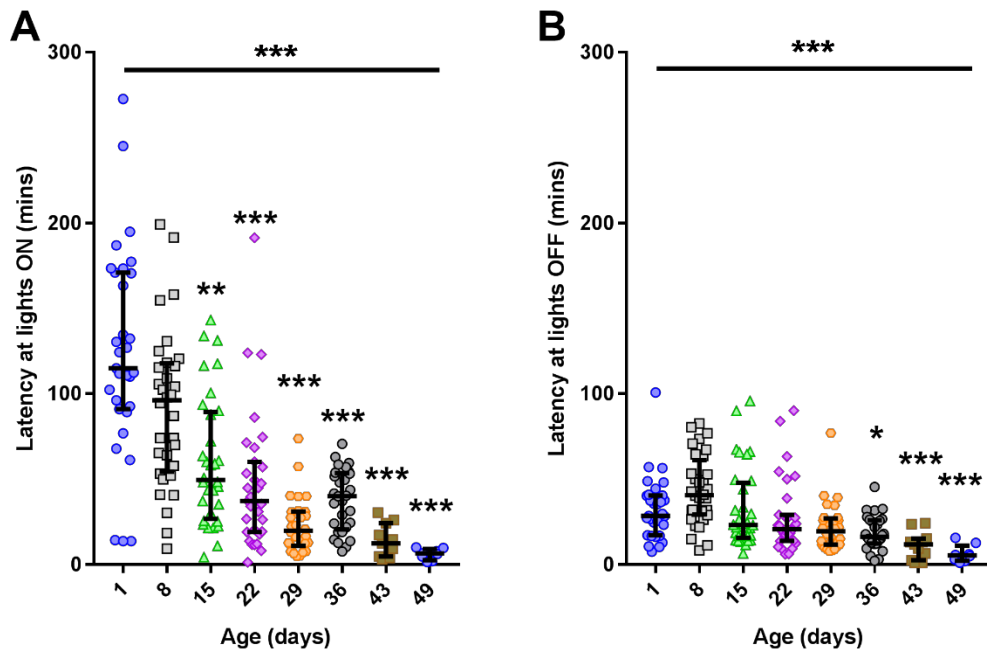 A
Latency at lights ON (mins)
300
200
100
0
***
**
***
***
***
***
***
1 8 15 22 29 36 43 49
Age (days)
B
Latency at lights OFF (mins)
300
200
100
0
***
*
***
***
1 8 15 22 29 36 43 49
Age (days)